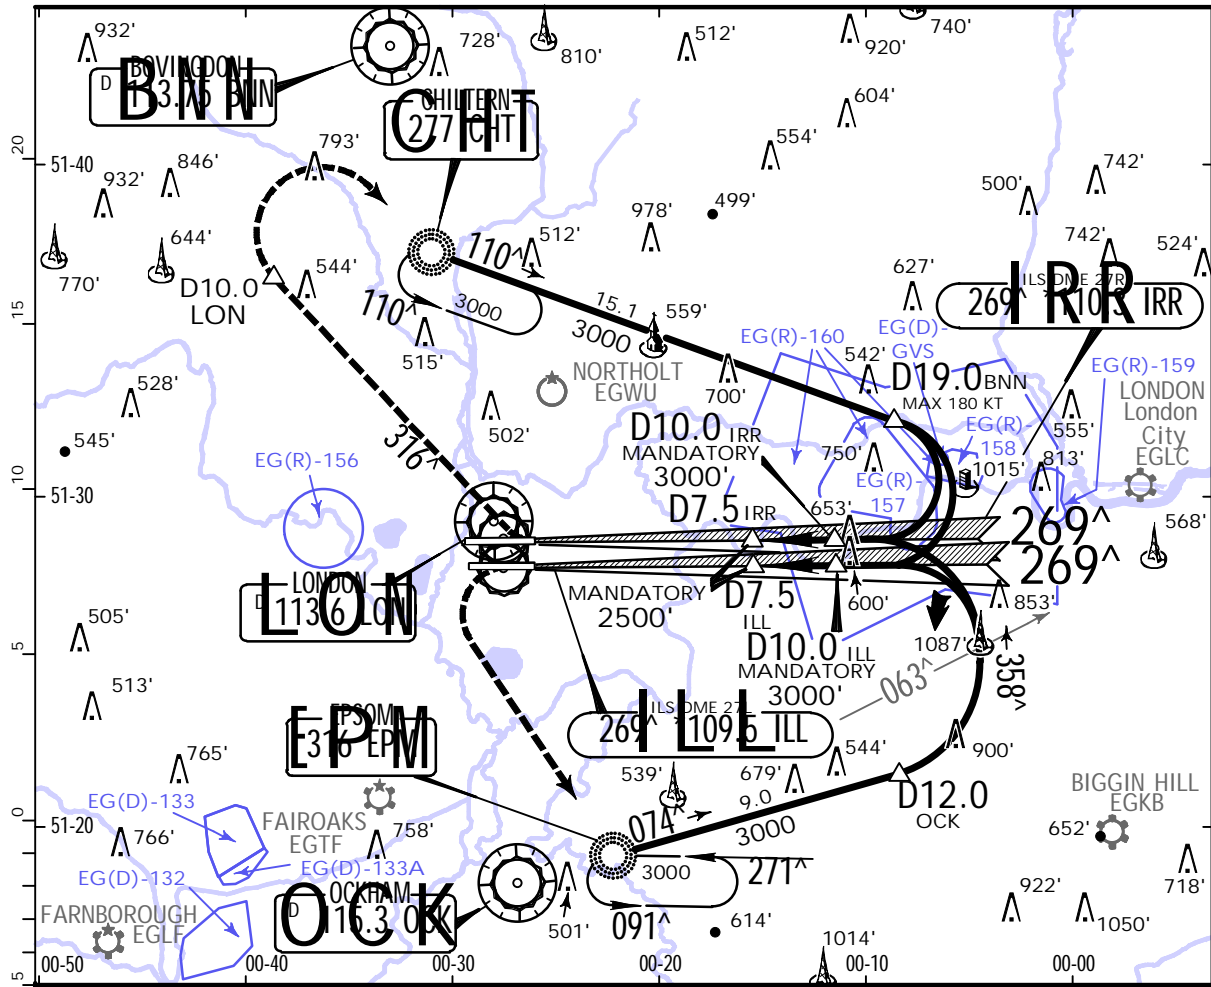 932'
728'
810'
512'
920'
740'
BOVINGDON
D 113.75 BNN
BNN
CHILTERN
277 CHT
CHT
604'
554'
793'
20
51-40
846'
932'
742'
500'
499'
978'
512'
742'
524'
644'
770'
D10.0
LON
544'
110^
110^
3000
15.1
3000
559'
627'
ILS DME 27R
269^ *110.3 IRR
IRR
15
515'
EG(R)-160
EG(D)-
GVS
542'
EG(R)-159
NORTHOLT
EGWU
700'
D19.0 BNN
MAX 180 KT
LONDON
London
City
EGLC
528'
502'
545'
D10.0 IRR
MANDATORY
3000'
750'
EG(R)-
158
555'
1015'
813'
316^
EG(R)-156
EG(R)-
157
10
51-30
D7.5 IRR
653'
269^
269^
568'
LONDON
D 113.6 LON
LON
MANDATORY
2500'
D7.5
ILL
600'
853'
505'
D10.0 ILL
MANDATORY
3000'
1087'
358^
063^
5
513'
EPSOM
316 EPM
EPM
ILS DME 27L
269^ *109.5 ILL
ILL
765'
544'
900'
539'
679'
EG(D)-133
D12.0
OCK
BIGGIN HILL
EGKB
0
51-20
766'
FAIROAKS
EGTF
758'
074^
9.0
3000
652'
EG(D)-133A
EG(D)-132
3000
271^
718'
FARNBOROUGH
EGLF
OCKHAM
D 115.3 OCK
OCK
501'
091^
614'
922'
1050'
1014'
5
00-50
00-40
00-30
00-20
00-10
00-00